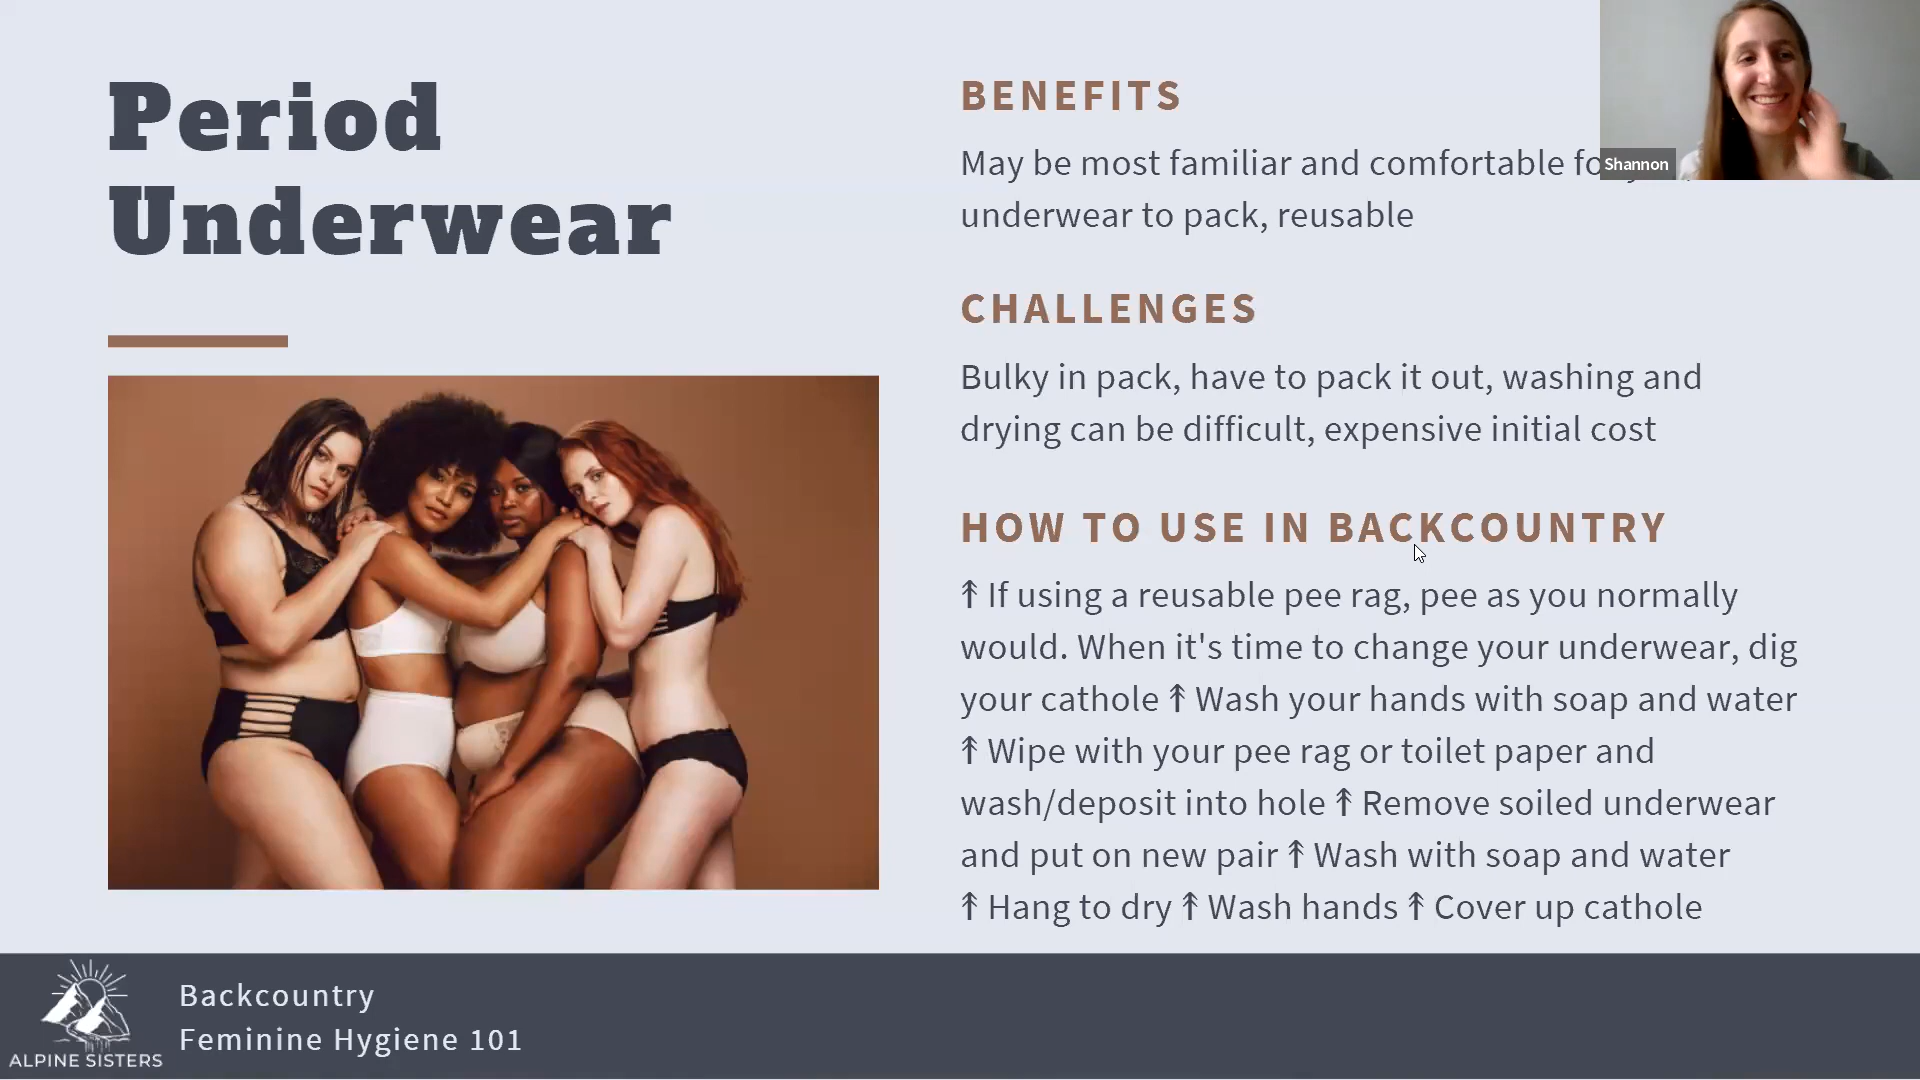 Period
Underwear
BENEFITS
May be most familiar and comfortable
underwear to pack, reusable
Shannon
CHALLENGES
Bulky in pack, have to pack it out, washing and
drying can be difficult, expensive initial cost
HOW TO USE IN BACKCOUNTRY
↟ If using a reusable pee rag, pee as you normally
would. When it's time to change your underwear, dig
your cathole ↟ Wash your hands with soap and water
↟ Wipe with your pee rag or toilet paper and
wash/deposit into hole ↟ Remove soiled underwear
and put on new pair ↟ Wash with soap and water
↟ Hang to dry ↟ Wash hands ↟ Cover up cathole
Backcountry
Feminine Hygiene 101
ALPINE SISTERS